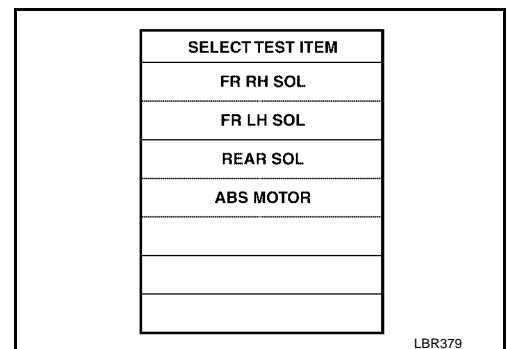 SELECT TEST ITEM
FR RH SOL
FR LH SOL
REAR SOL
ABS MOTOR
LBR379